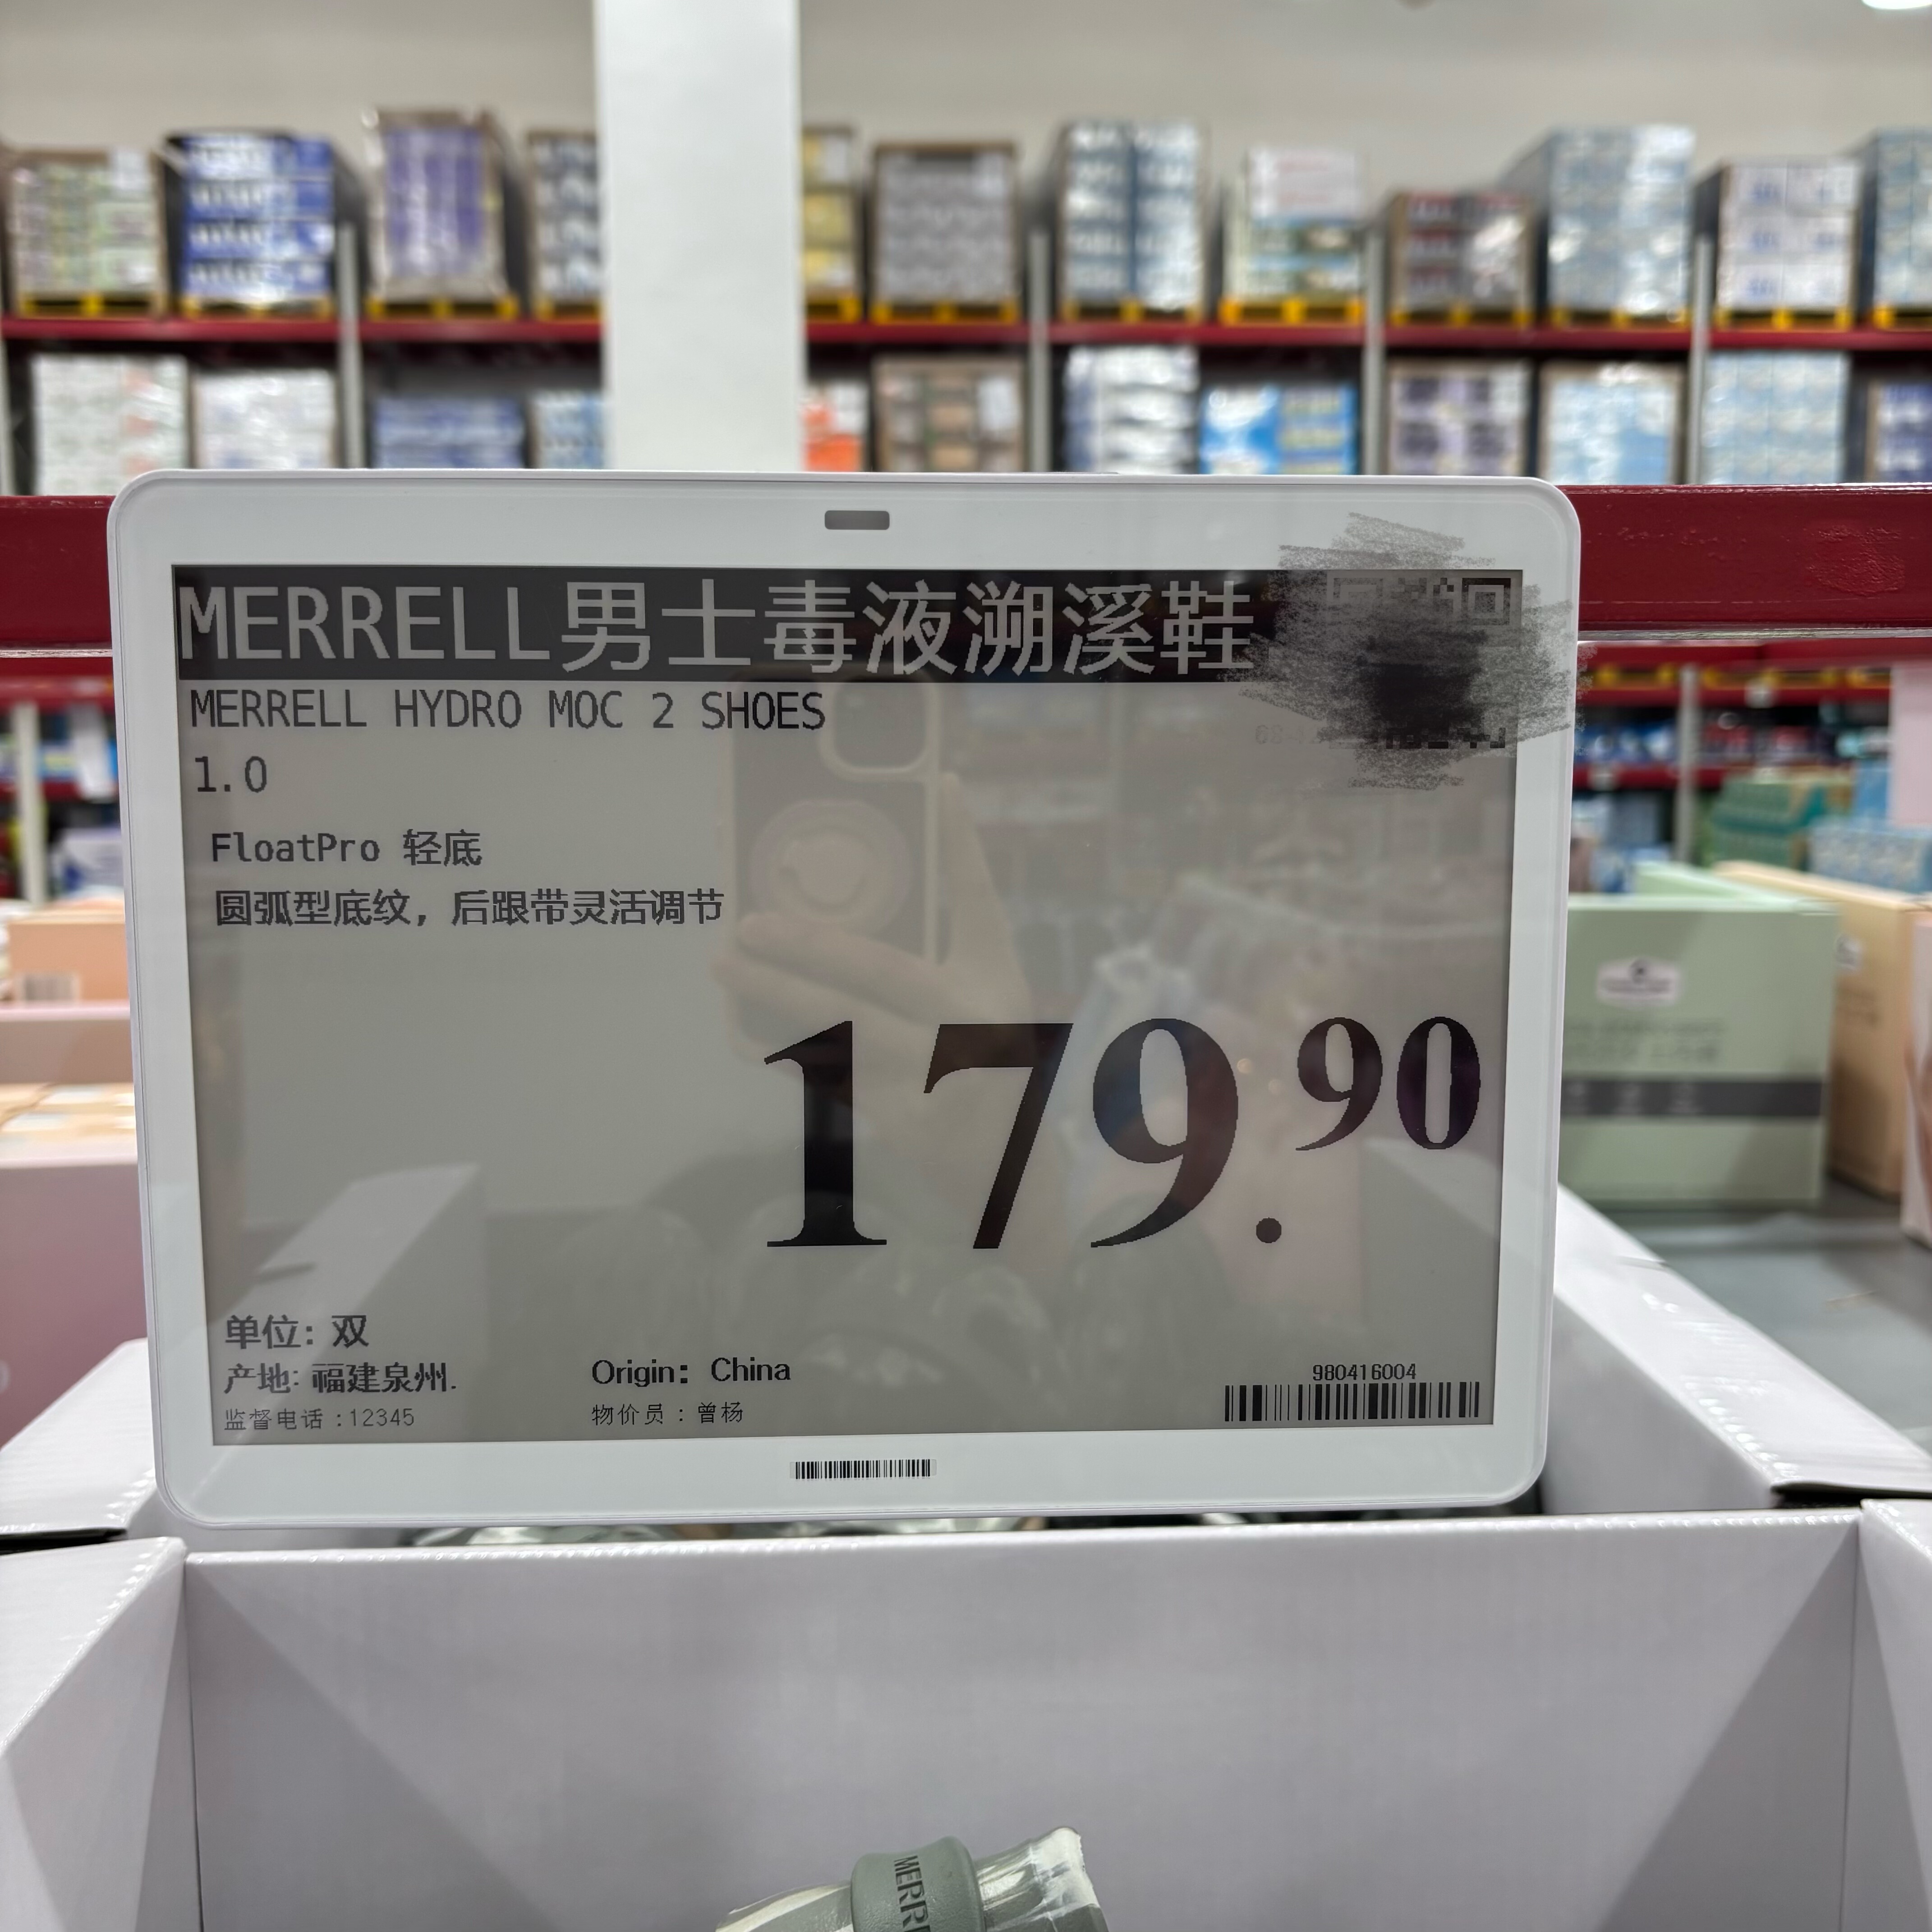 MERRELL男士毒液溯溪鞋
MERRELL HYDRO MOC 2 SHOES
1.0
FloatPro 轻底
圆弧型底纹，后跟带灵活调节
179.90
单位：双
产地：福建泉州.
Origin：China
980416004
监督电话：12345
物价员：曾杨